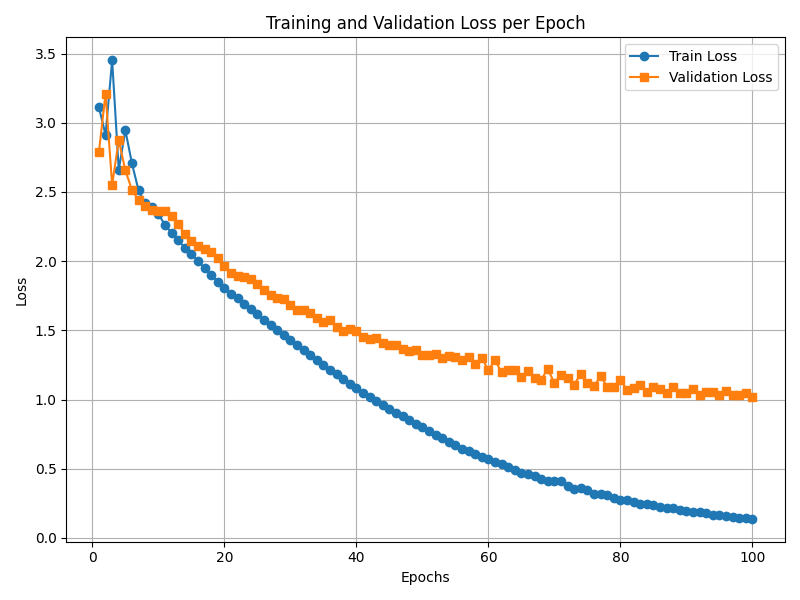 Training and Validation Loss per Epoch
Train Loss
Validation Loss
3.5
3.0
2.5
2.0
1.5
1.0
0.5
0.0
Loss
0 20 40 60 80 100
Epochs